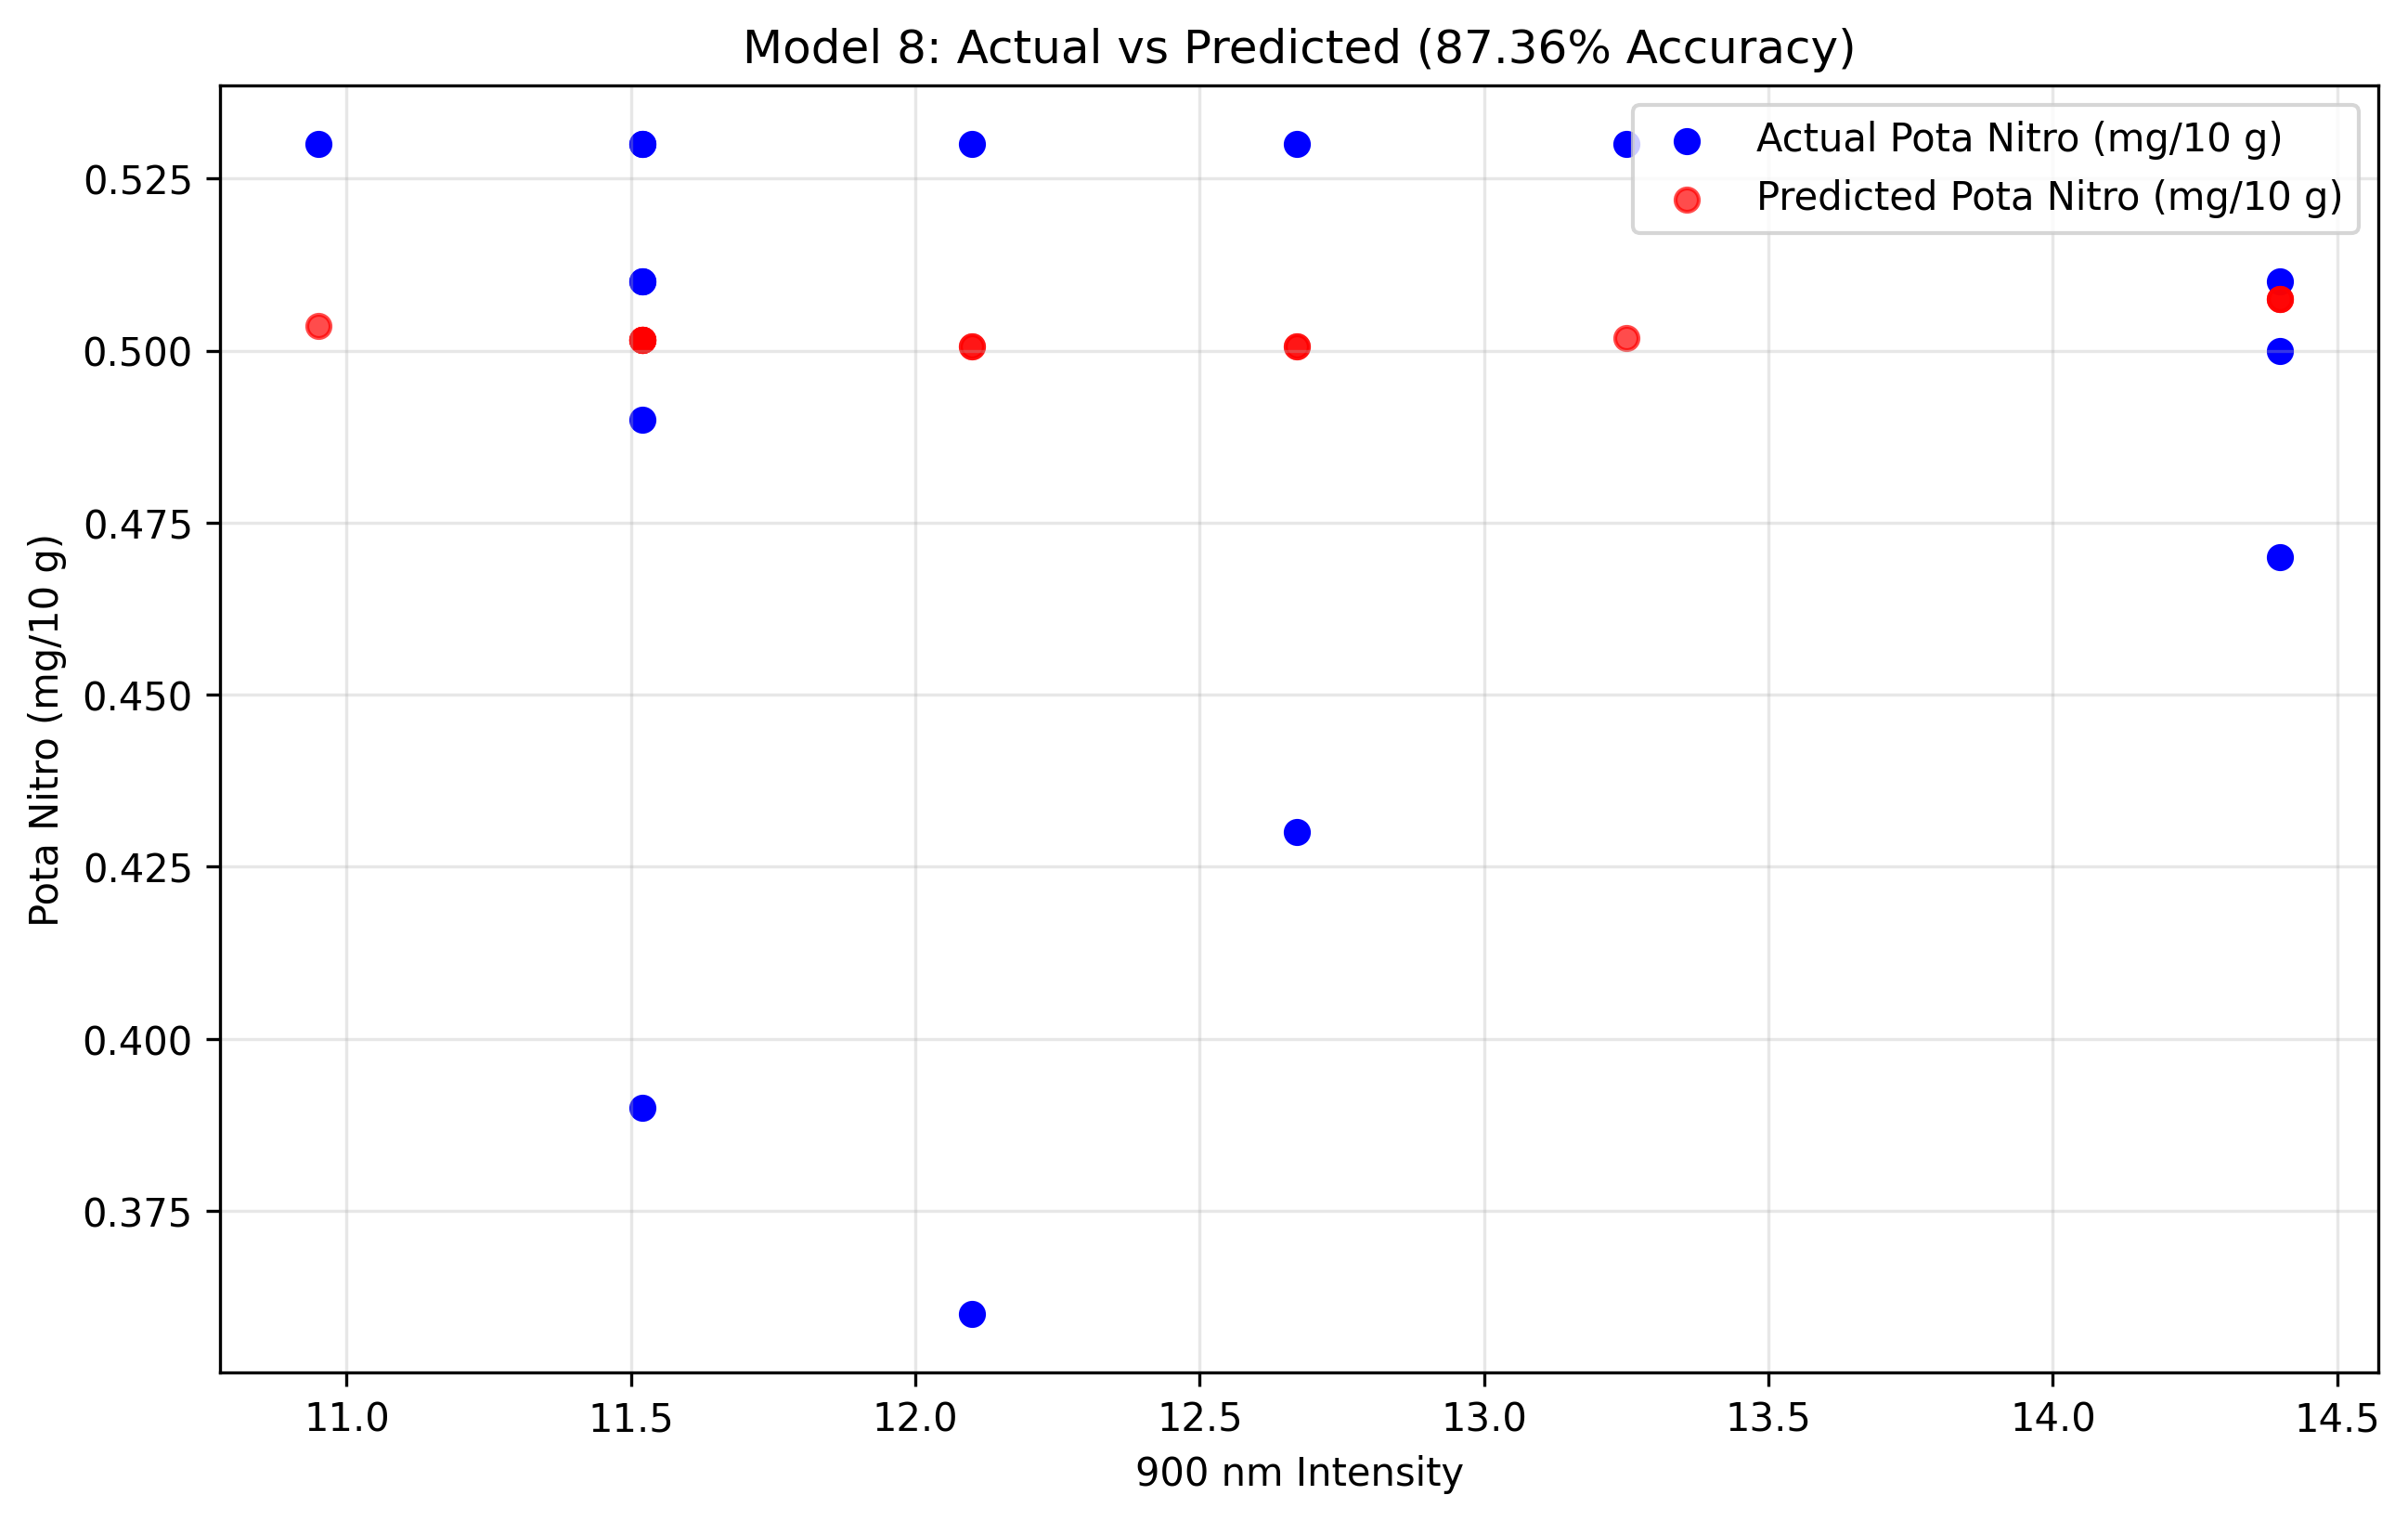 Model 8: Actual vs Predicted (87.36% Accuracy)
Actual Pota Nitro (mg/10 g)
Predicted Pota Nitro (mg/10 g)
Pota Nitro (mg/10 g)
0.525
0.500
0.475
0.450
0.425
0.400
0.375
11.0 11.5 12.0 12.5 13.0 13.5 14.0 14.5
900 nm Intensity